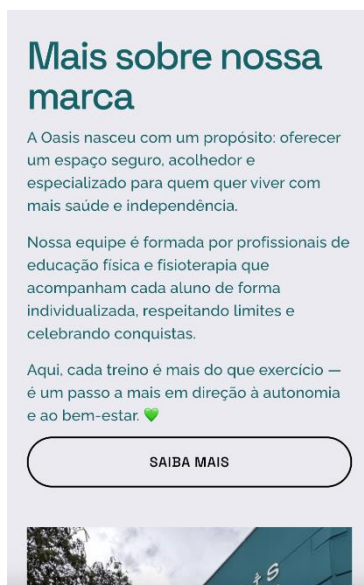 Mais sobre nossa
marca
A Oasis nasceu com um propósito: oferecer
um espaço seguro, acolhedor e
especializado para quem quer viver com
mais saúde e independência.
Nossa equipe é formada por profissionais de
educação física e fisioterapia que
acompanham cada aluno de forma
individualizada, respeitando limites e
celebrando conquistas.
Aqui, cada treino é mais do que exercício —
é um passo a mais em direção à autonomia
e ao bem-estar. 💚
SAIBA MAIS